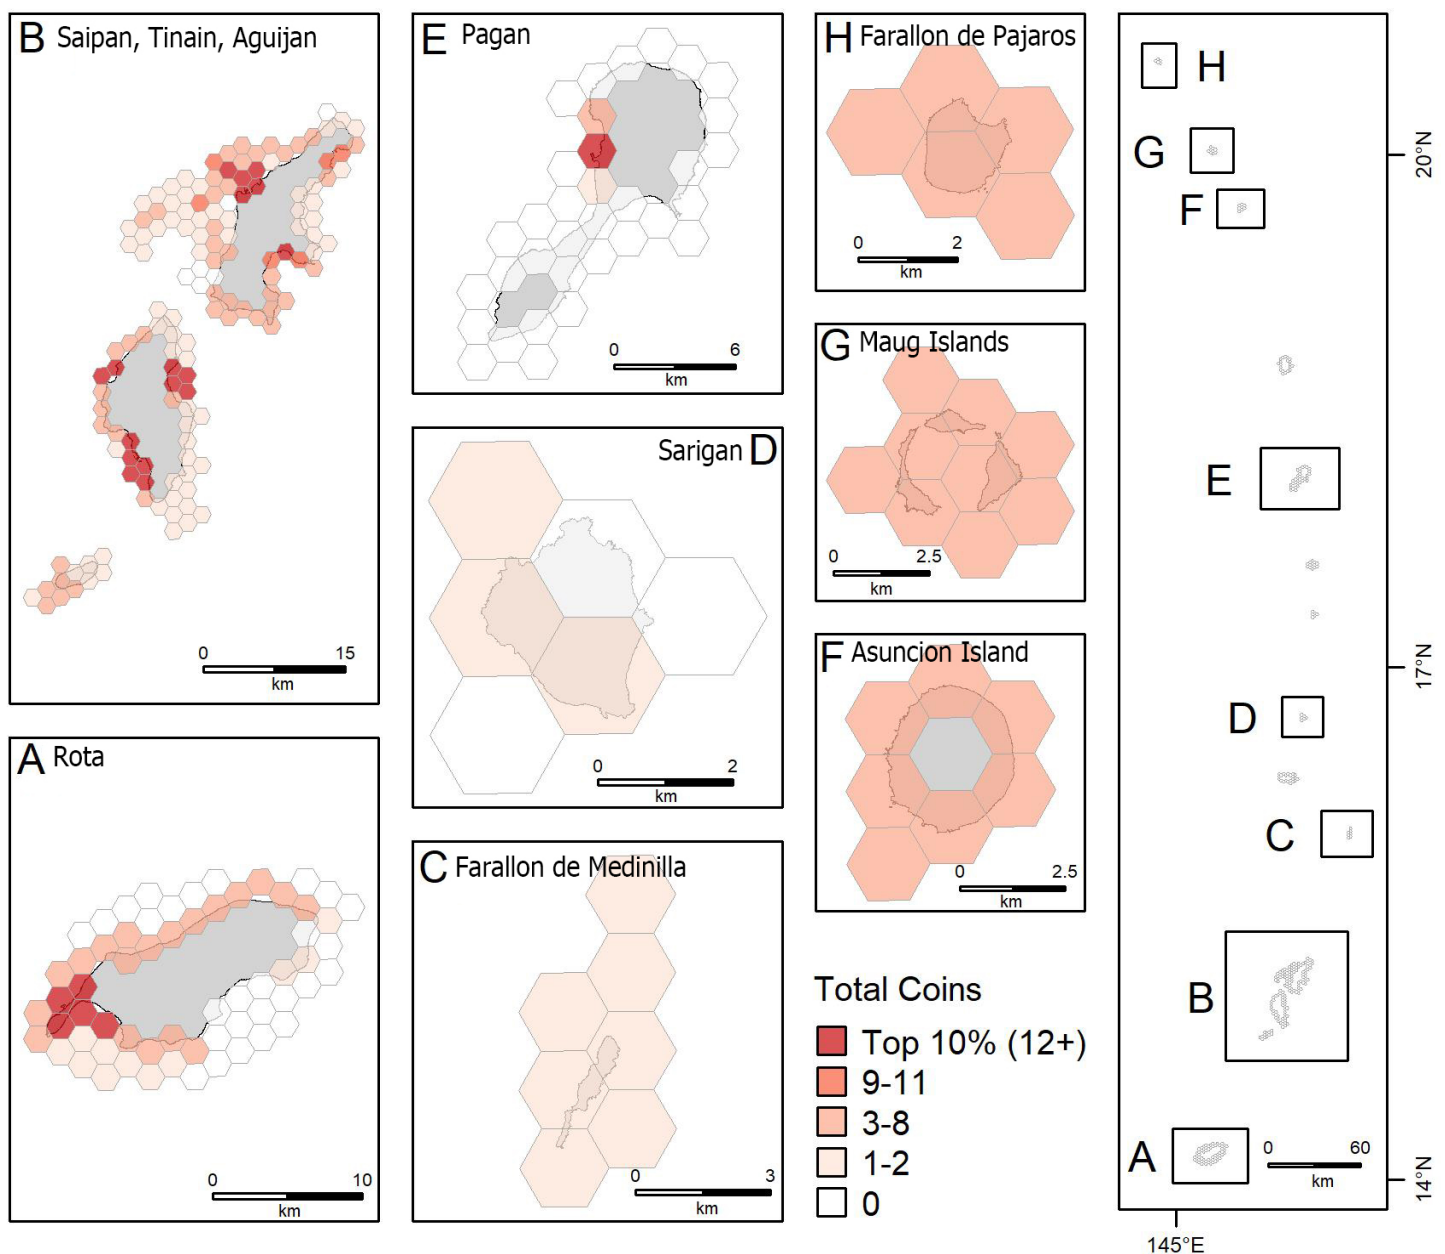 B Saipan, Tinain, Aguijan
0 15
km
A Rota
0 10
km
E Pagan
0 6
km
Sarigan D
0 2
km
C Farallon de Medinilla
0 3
km
H Farallon de Pajaros
0 2
km
G Maug Islands
0 2.5
km
F Asuncion Island
0 2.5
km
Total Coins
Top 10% (12+)
9-11
3-8
1-2
0
H
G
F
E
D
C
B
A
0 60
km
20°N
17°N
14°N
145°E